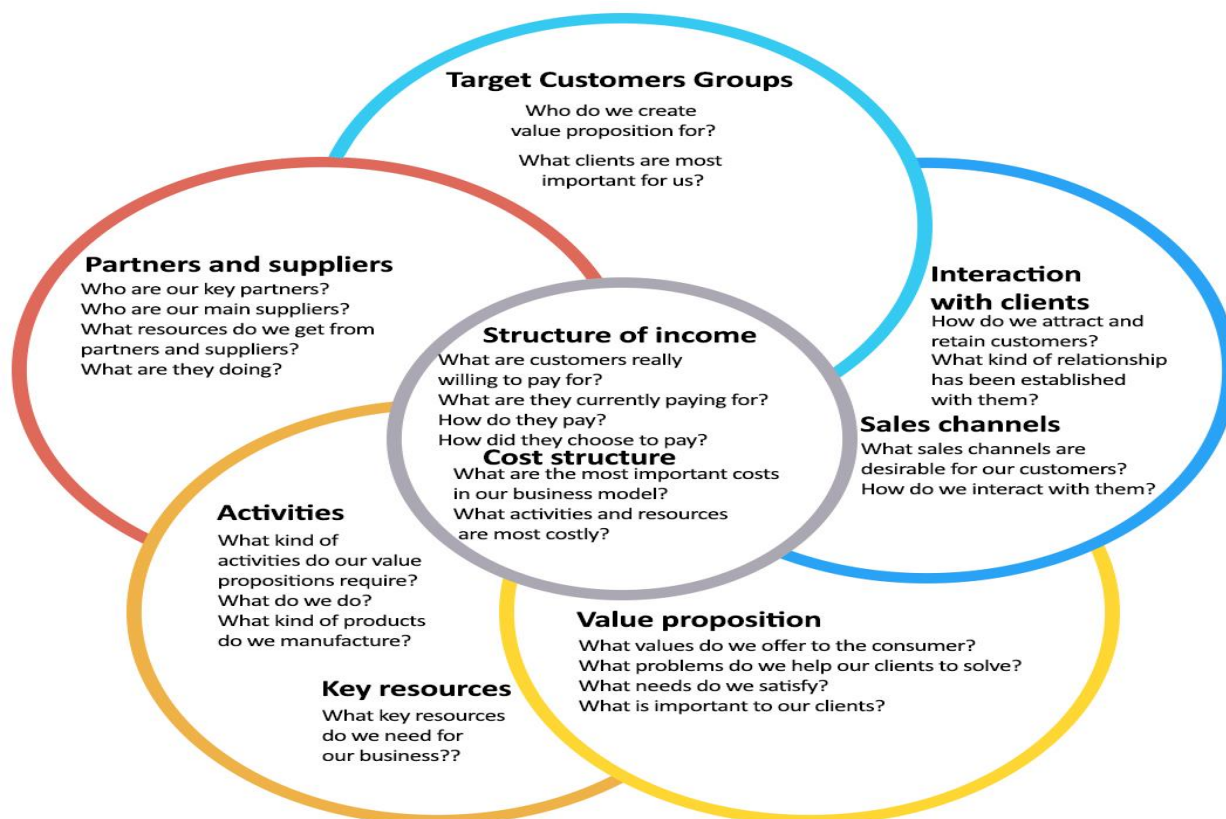 Target Customers Groups
Who do we create
value proposition for?
What clients are most
important for us?
Partners and suppliers
Who are our key partners?
Who are our main suppliers?
What resources do we get from
partners and suppliers?
What are they doing?
Structure of income
What are customers really
willing to pay for?
What are they currently paying for?
How do they pay?
How did they choose to pay?
Cost structure
What are the most important costs
in our business model?
What activities and resources
are most costly?
Interaction
with clients
How do we attract and
retain customers?
What kind of relationship
has been established
with them?
Sales channels
What sales channels are
desirable for our customers?
How do we interact with them?
Activities
What kind of
activities do our value
propositions require?
What do we do?
What kind of products
do we manufacture?
Key resources
What key resources
do we need for
our business??
Value proposition
What values do we offer to the consumer?
What problems do we help our clients to solve?
What needs do we satisfy?
What is important to our clients?